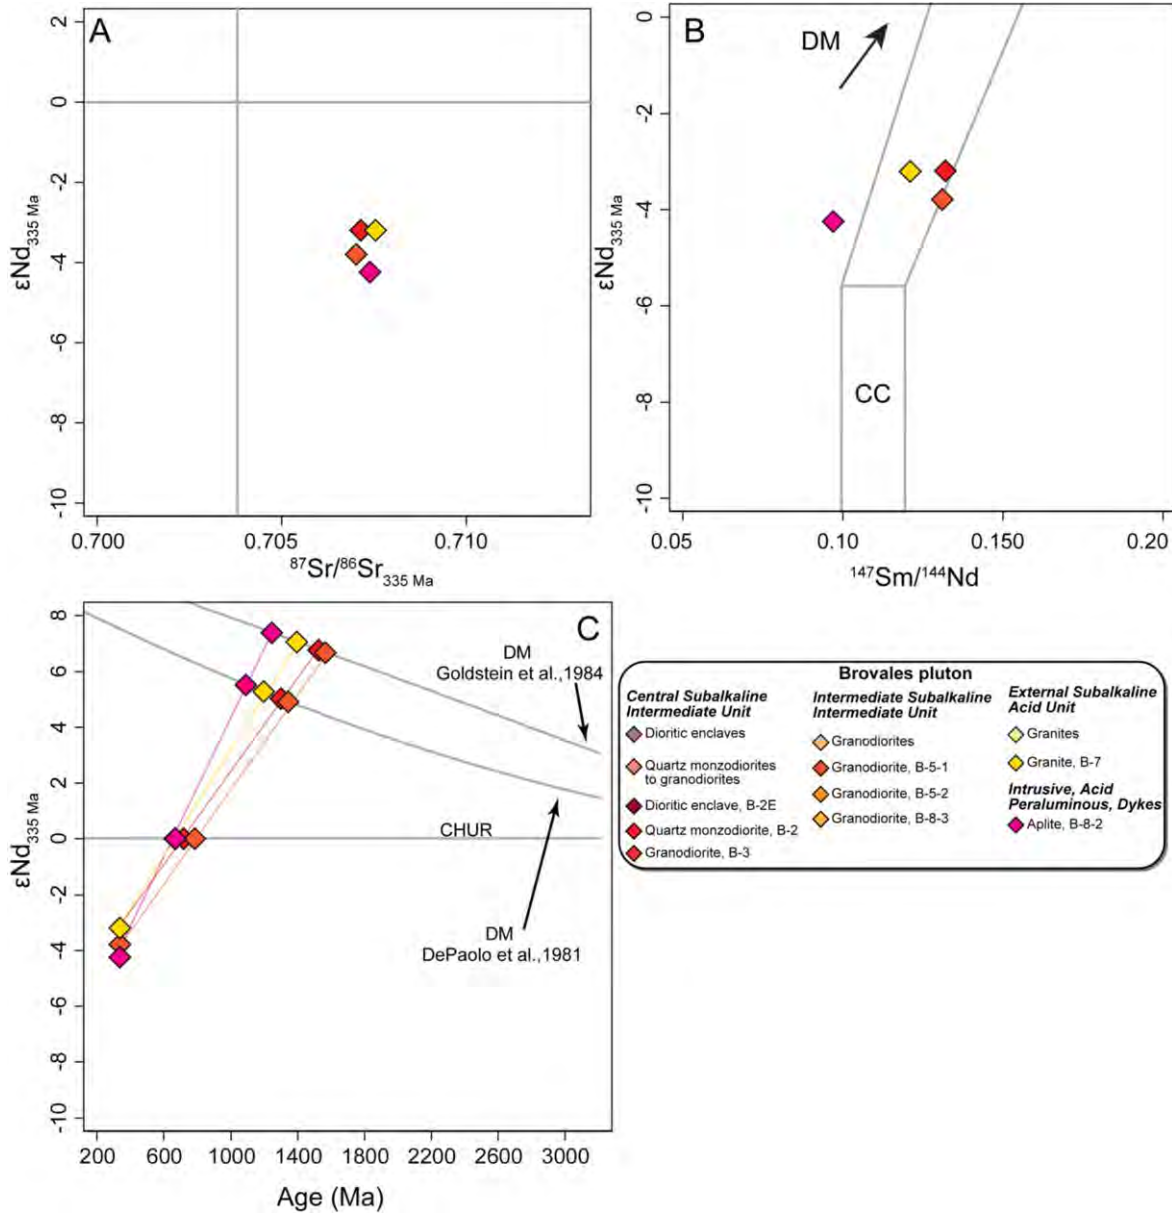 A
2
0
-2
-4
-6
-8
-10
εNd335 Ma
0.700
0.705
0.710
87Sr/86Sr335 Ma
B
DM
0
-2
-4
-6
-8
-10
εNd335 Ma
CC
0.05
0.10
0.15
0.20
147Sm/144Nd
C
8
6
4
2
0
-2
-4
-6
-8
-10
εNd335 Ma
DM
Goldstein et al.,1984
CHUR
DM
DePaolo et al.,1981
200
600
1000
1400
1800
2200
2600
3000
Age (Ma)
Brovales pluton
Central Subalkaline
Intermediate Unit
Dioritic enclaves
Quartz monzodiorites
to granodiorites
Dioritic enclave, B-2E
Quartz monzodiorite, B-2
Granodiorite, B-3
Intermediate Subalkaline
Intermediate Unit
Granodiorites
Granodiorite, B-5-1
Granodiorite, B-5-2
Granodiorite, B-8-3
External Subalkaline
Acid Unit
Granites
Granite, B-7
Intrusive, Acid
Peraluminous, Dykes
Aplite, B-8-2